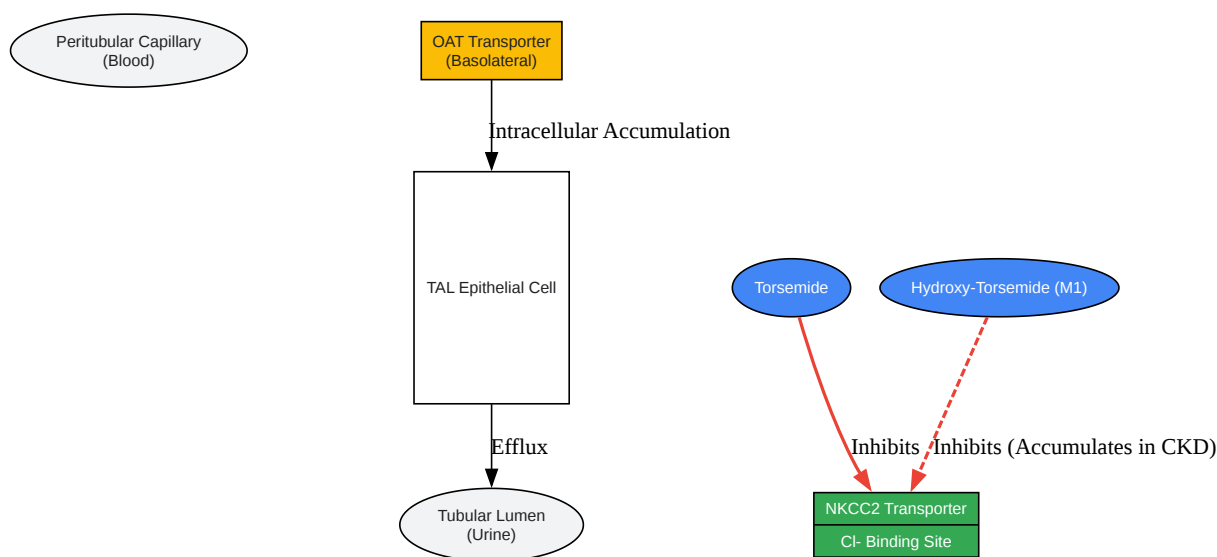 Peritubular Capillary
(Blood)
OAT Transporter
(Basolateral)
Intracellular Accumulation
TAL Epithelial Cell
Torsemide
Hydroxy-Torsemide (M1)
Efflux
Inhibits
Inhibits (Accumulates in CKD)
Tubular Lumen
(Urine)
NKCC2 Transporter
Cl- Binding Site